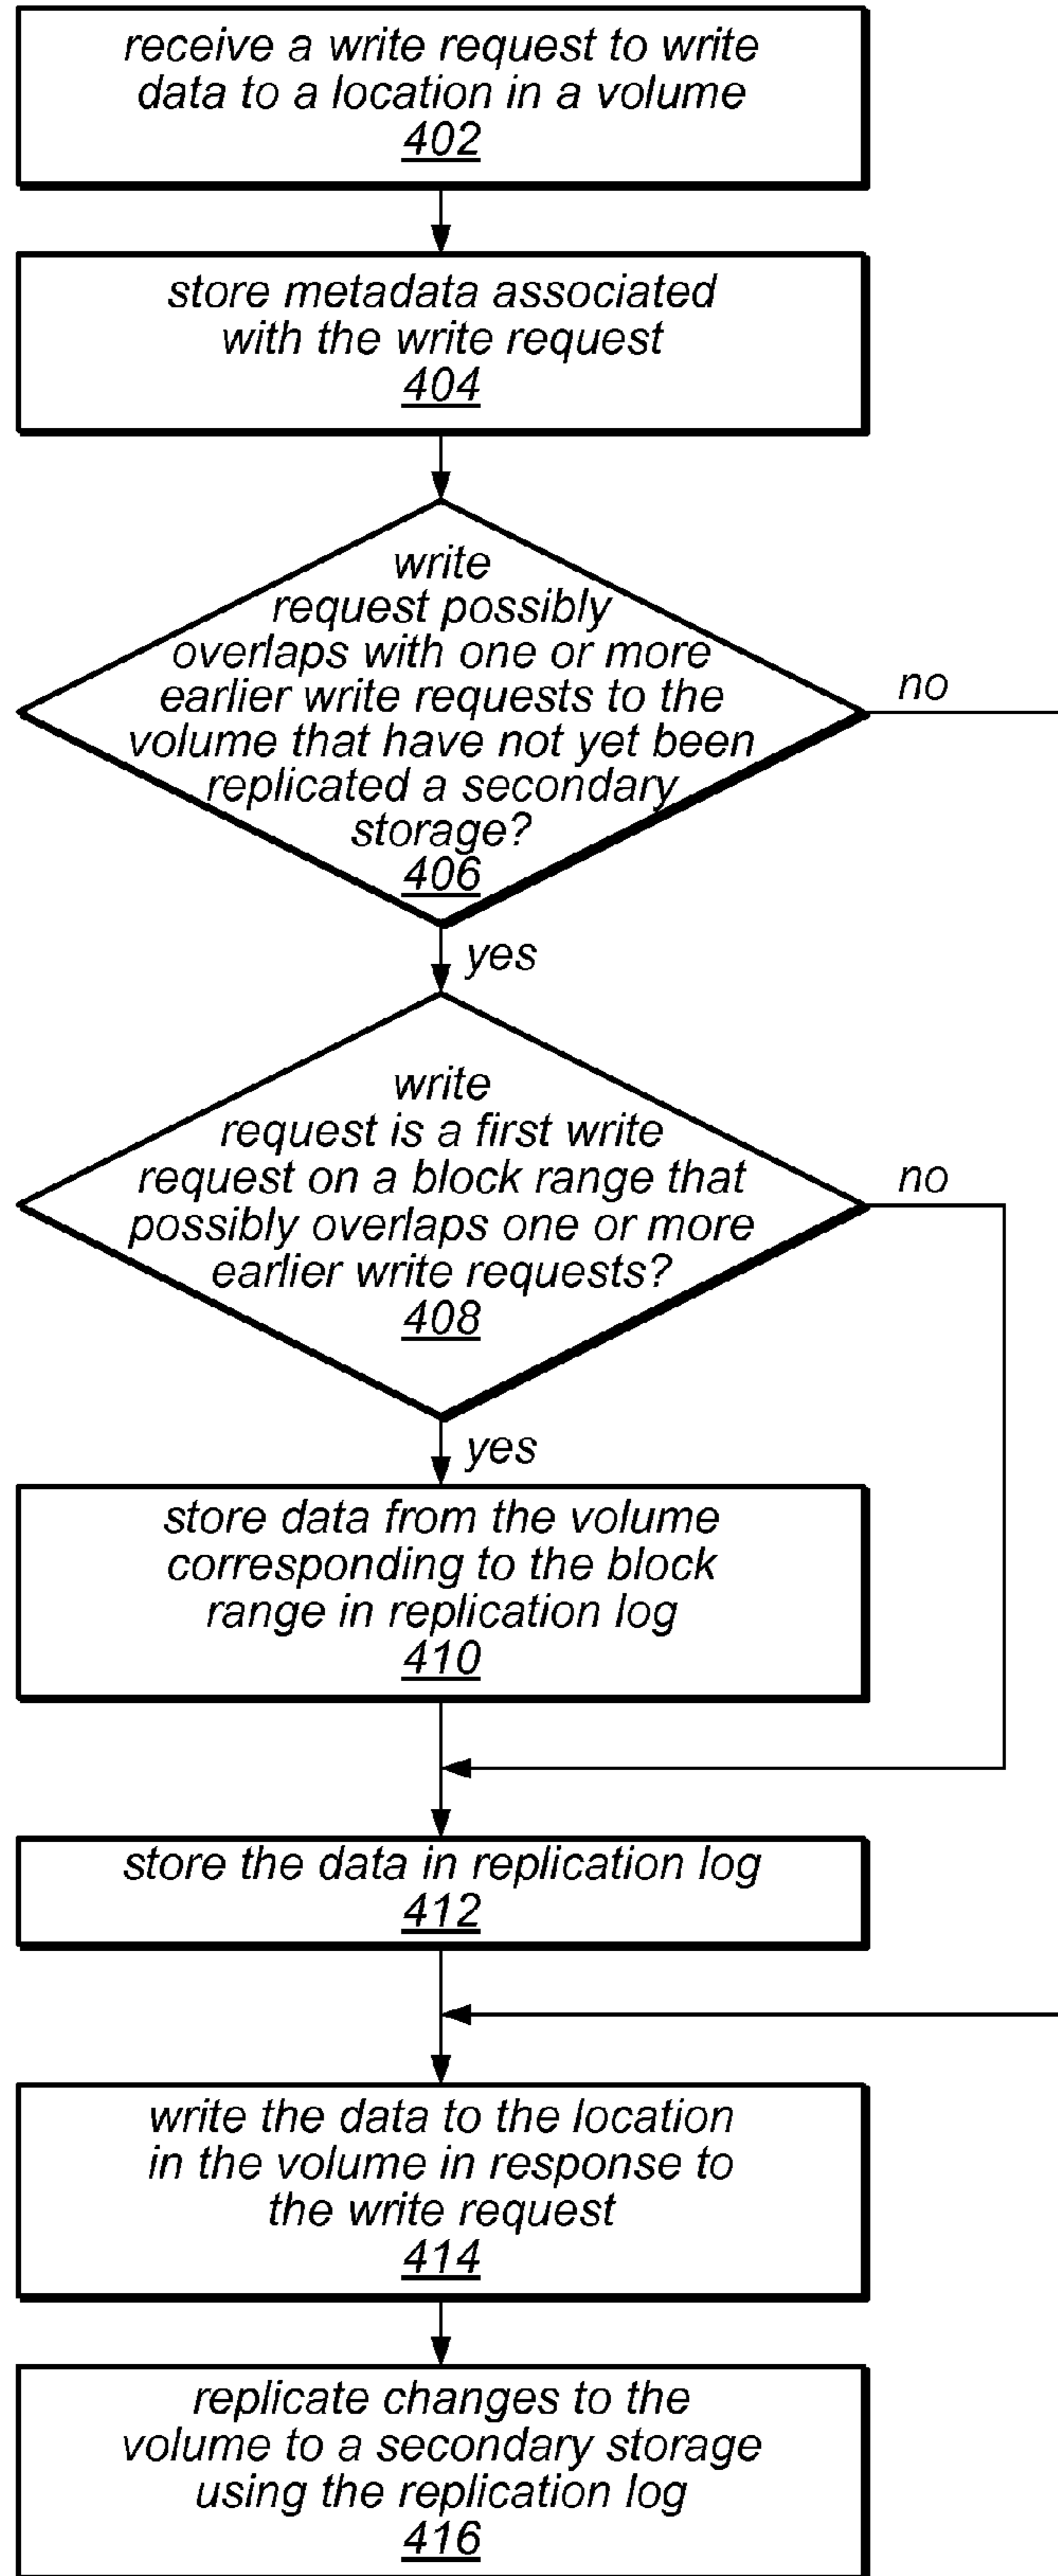 receive a write request to write
data to a location in a volume
402
store metadata associated
with the write request
404
write
request possibly
overlaps with one or more
earlier write requests to the
volume that have not yet been
replicated a secondary
storage?
406
no
yes
write
request is a first write
request on a block range that
possibly overlaps one or more
earlier write requests?
408
no
yes
store data from the volume
corresponding to the block
range in replication log
410
store the data in replication log
412
write the data to the location
in the volume in response to
the write request
414
replicate changes to the
volume to a secondary storage
using the replication log
416